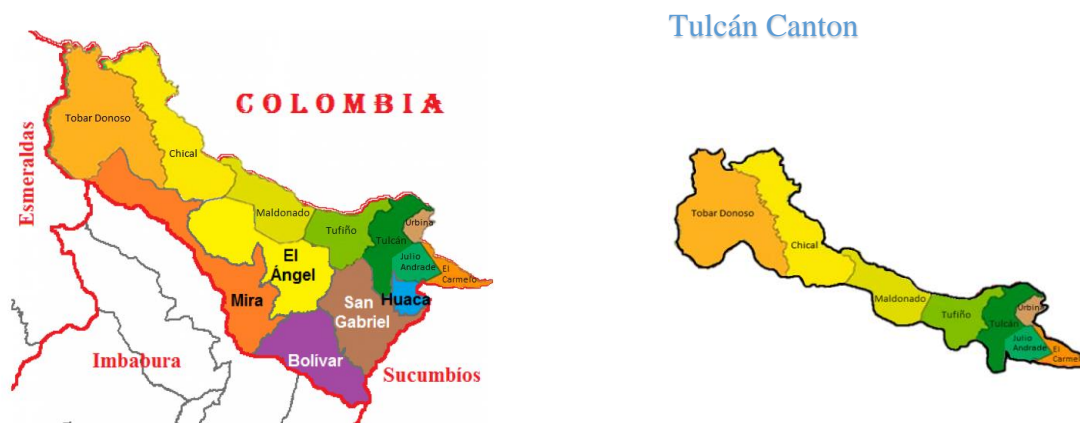 Tulcán Canton
COLOMBIA
Esmeraldas
Tobar Donoso
Chical
Maldonado
Tufiño
Tulcán
Urbina
Julio
Andrade
El
Carmelo
El
Ángel
Mira
San
Gabriel
Huaca
Bolívar
Imbabura
Sucumbíos
Tobar Donoso
Chical
Maldonado
Tufiño
Tulcán
Urbina
Julio
Andrade
El
Carmelo